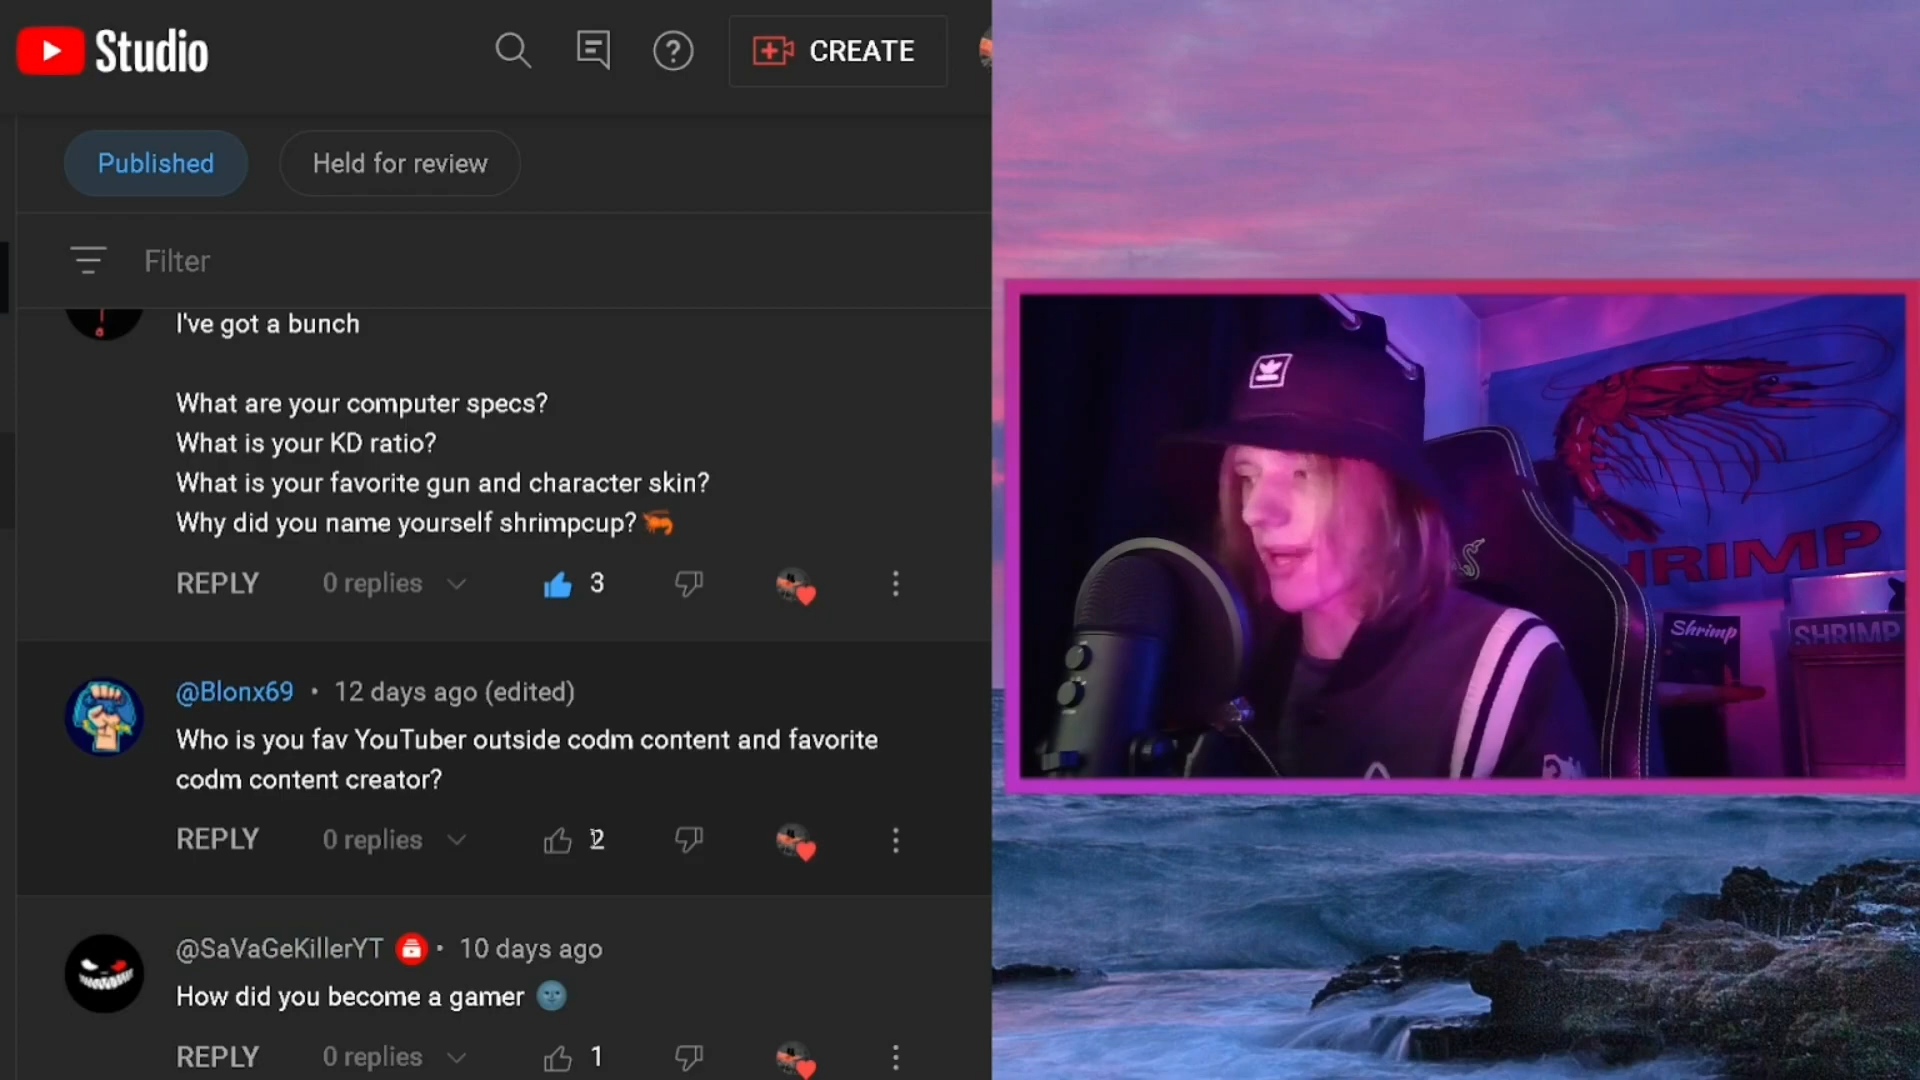 Studio
CREATE
Published
Held for review
Filter
I've got a bunch
What are your computer specs?
What is your KD ratio?
What is your favorite gun and character skin?
Why did you name yourself shrimpcup? 🦐
REPLY 0 replies 3
@Blonx69 • 12 days ago (edited)
Who is you fav YouTuber outside codm content and favorite
codm content creator?
REPLY 0 replies 2
@SaVaGeKillerYT • 10 days ago
How did you become a gamer 🌚
REPLY 0 replies 1
HRIMP
Shrimp
SHRIMP